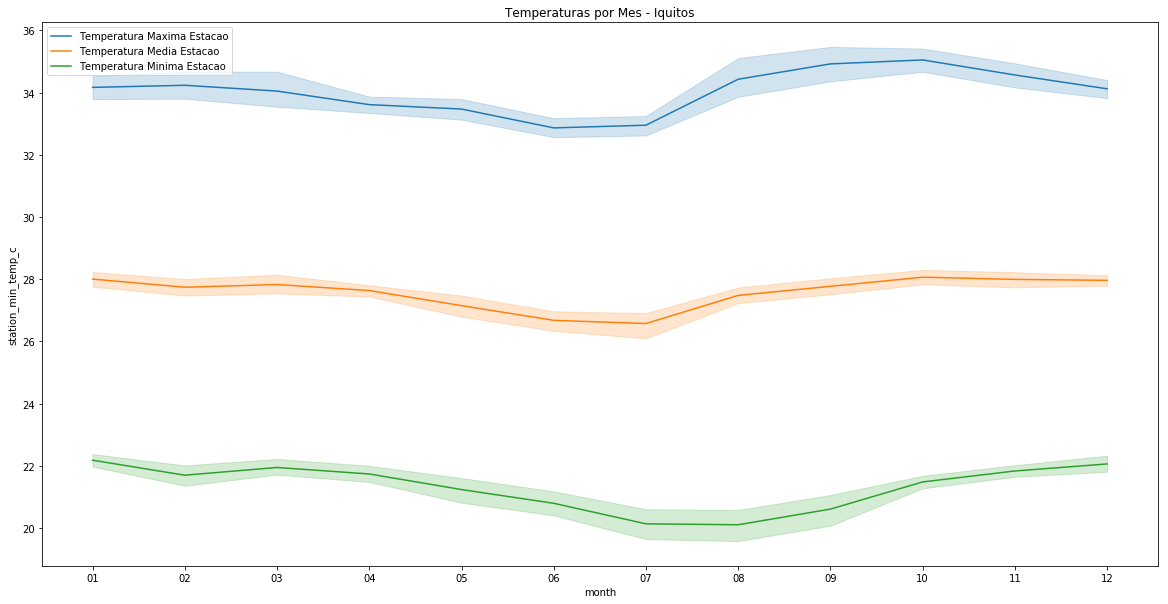 Temperaturas por Mes - Iquitos
Temperatura Maxima Estacao
Temperatura Media Estacao
Temperatura Minima Estacao
36
34
32
30
28
26
24
22
20
station_min_temp_c
01 02 03 04 05 06 07 08 09 10 11 12
month